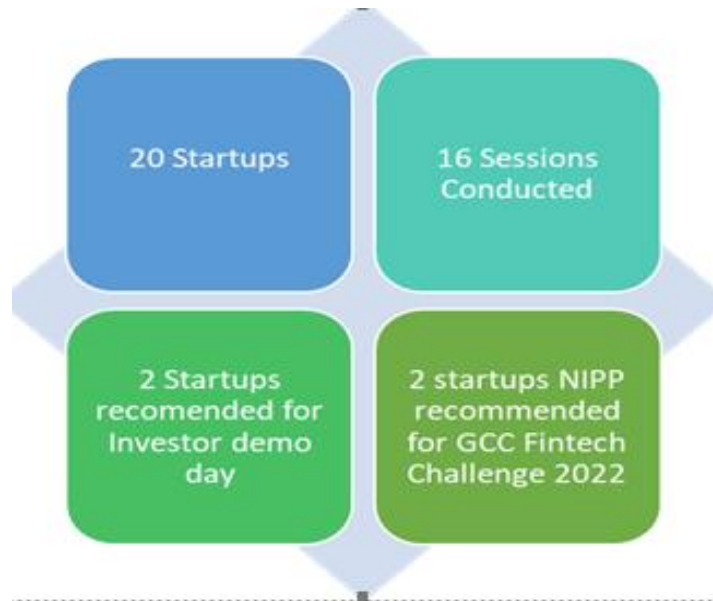 20 Startups
16 Sessions
Conducted
2 Startups
recomended for
Investor demo
day
2 startups NIPP
recommended
for GCC Fintech
Challenge 2022